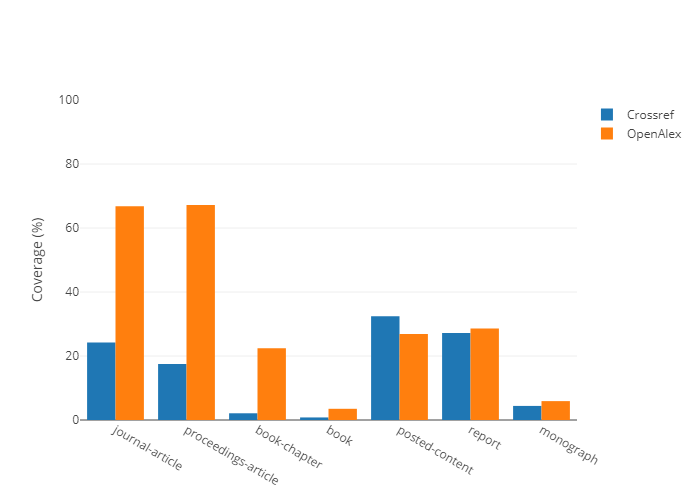 100
80
60
40
20
0
Coverage (%)
journal-article
proceedings-article
book-chapter
book
posted-content
report
monograph
Crossref
OpenAlex